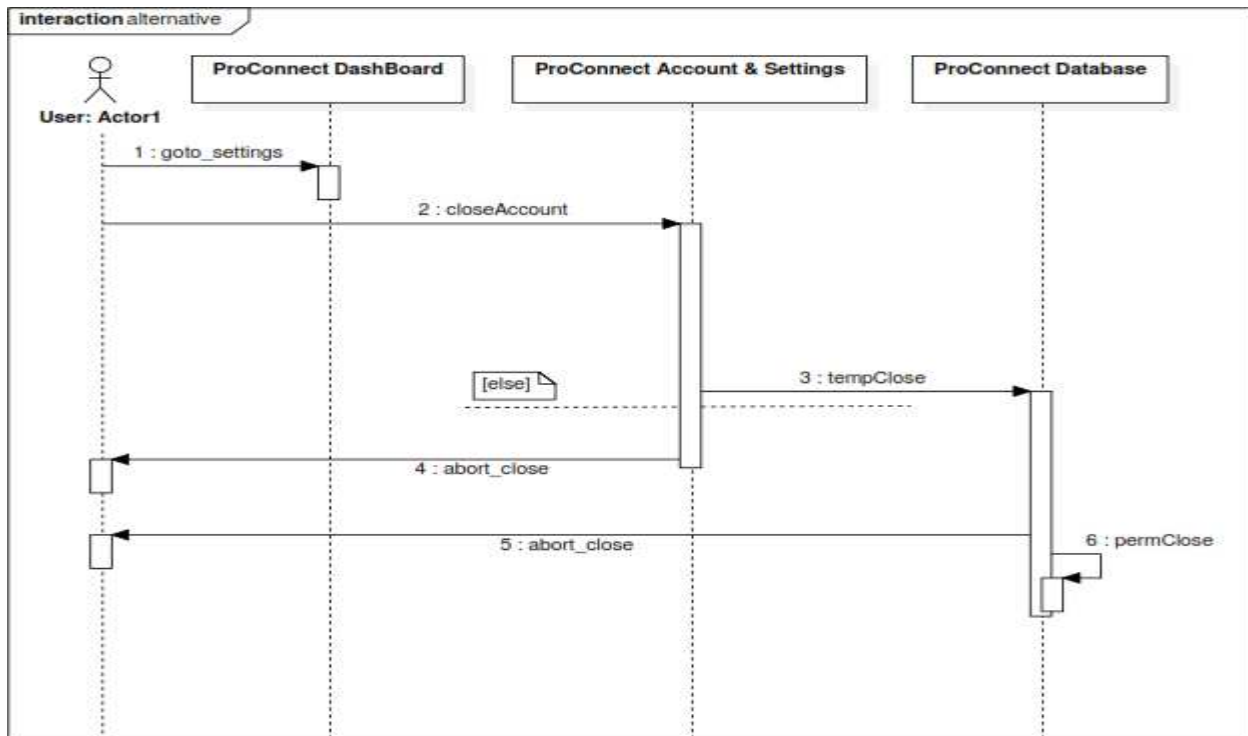 interaction alternative
ProConnect DashBoard
ProConnect Account & Settings
ProConnect Database
User: Actor1
1 : goto_settings
2 : closeAccount
3 : tempClose
[else]
4 : abort_close
5 : abort_close
6 : permClose